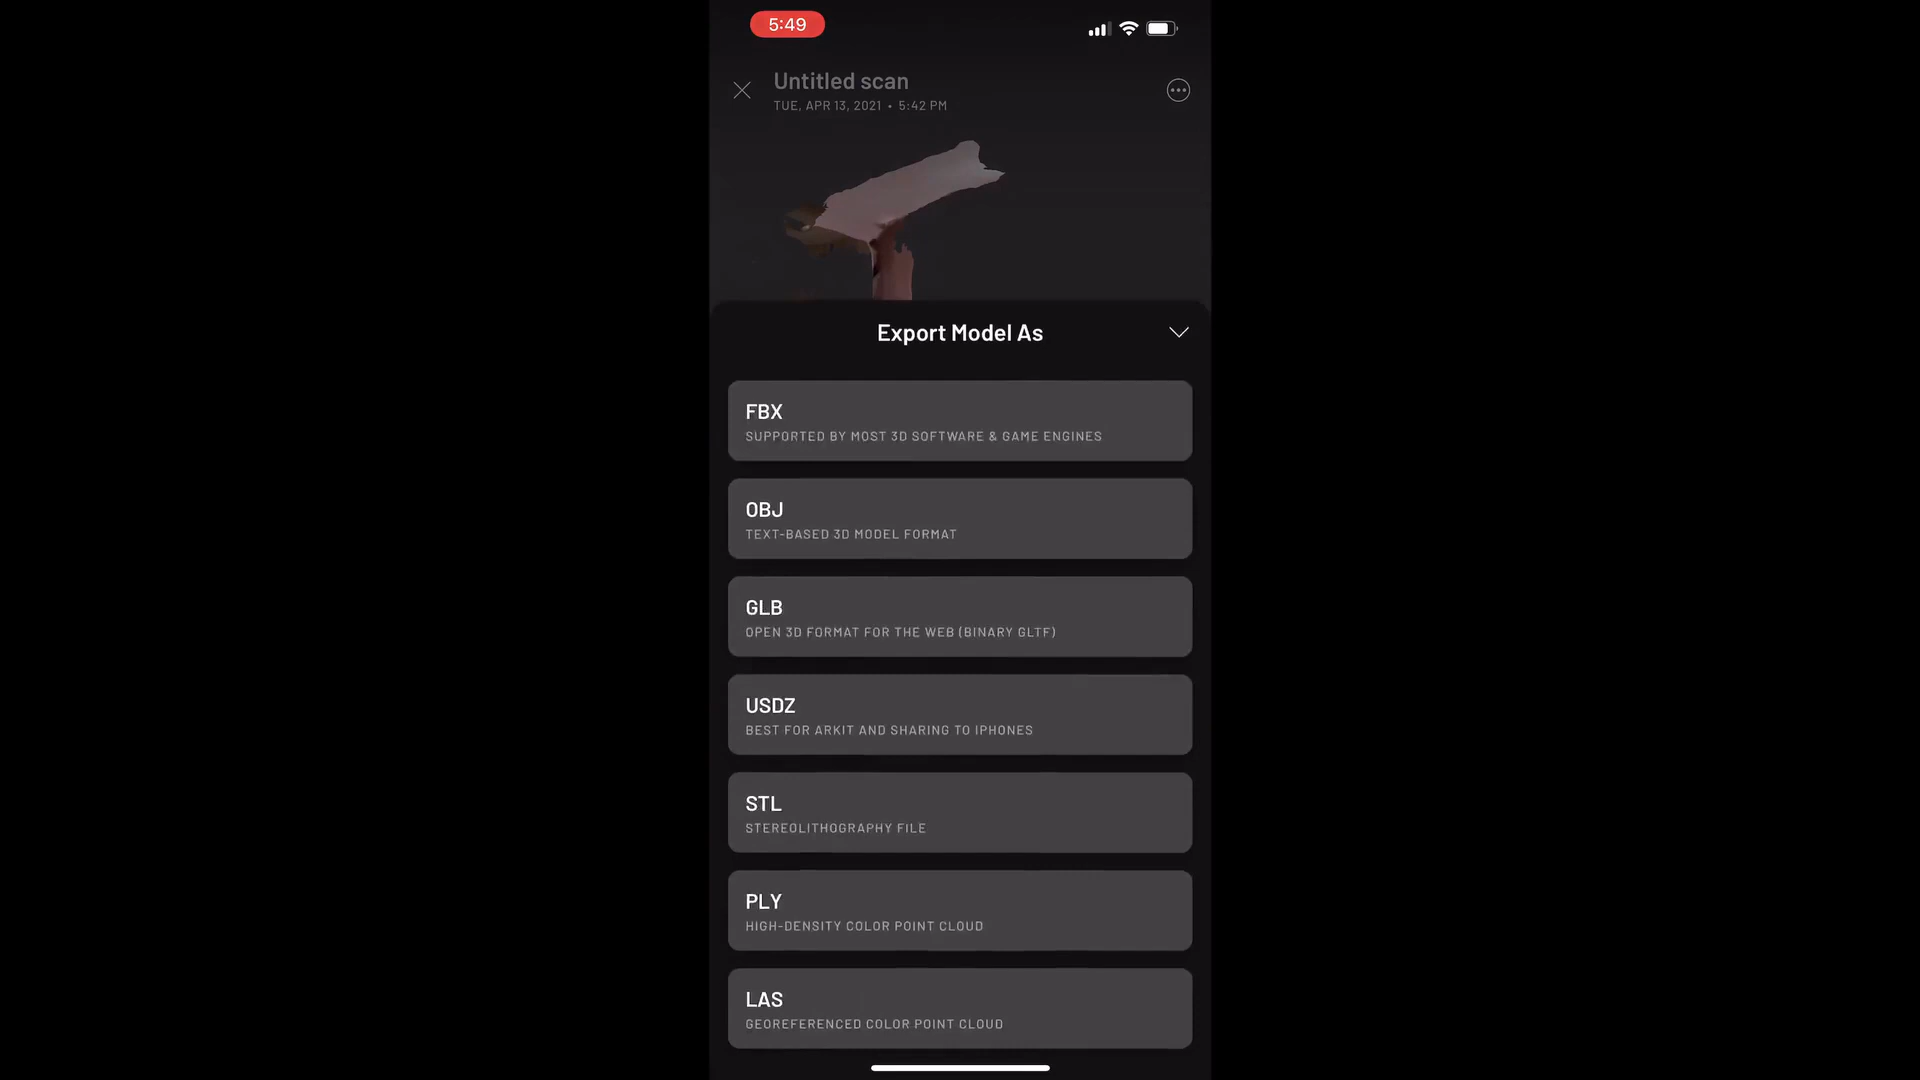 5:49
Untitled scan
TUE, APR 13, 2021 • 5:42 PM
Export Model As
FBX
SUPPORTED BY MOST 3D SOFTWARE & GAME ENGINES
OBJ
TEXT-BASED 3D MODEL FORMAT
GLB
OPEN 3D FORMAT FOR THE WEB (BINARY GLTF)
USDZ
BEST FOR ARKIT AND SHARING TO IPHONES
STL
STEREOLITHOGRAPHY FILE
PLY
HIGH-DENSITY COLOR POINT CLOUD
LAS
GEOREFERENCED COLOR POINT CLOUD